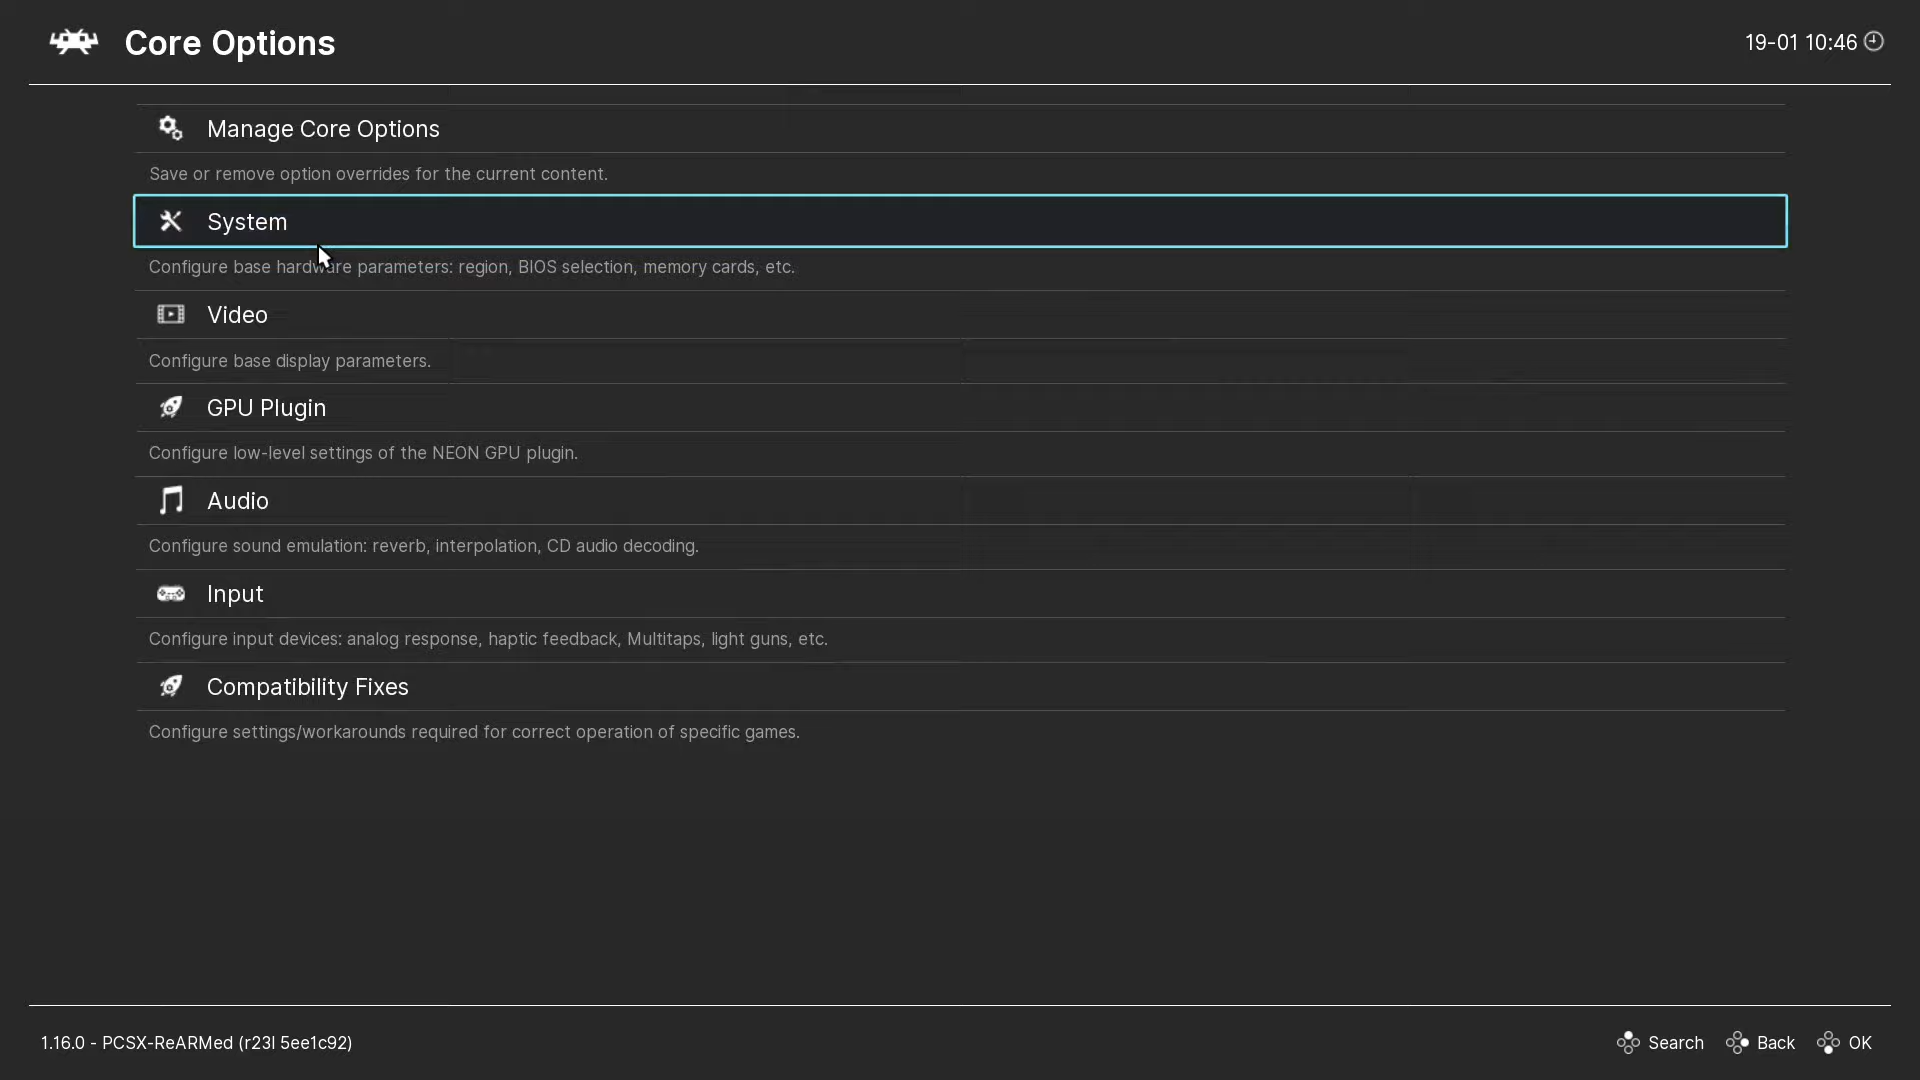 Core Options
19-01 10:46
Manage Core Options
Save or remove option overrides for the current content.
System
Configure base hardware parameters: region, BIOS selection, memory cards, etc.
Video
Configure base display parameters.
GPU Plugin
Configure low-level settings of the NEON GPU plugin.
Audio
Configure sound emulation: reverb, interpolation, CD audio decoding.
Input
Configure input devices: analog response, haptic feedback, Multitaps, light guns, etc.
Compatibility Fixes
Configure settings/workarounds required for correct operation of specific games.
1.16.0 - PCSX-ReARMed (r23l 5ee1c92)
Search Back OK